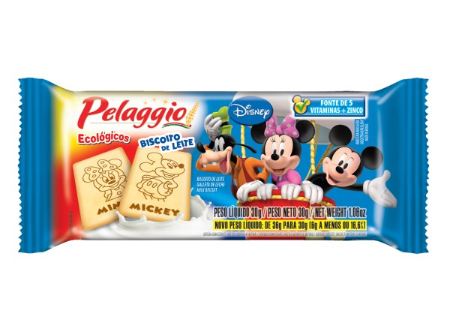 Pelaggio
Ecológicos
BISCOITO
DE LEITE
Disney
FONTE DE 5
VITAMINAS + ZINCO
MICKEY
PESO LÍQUIDO 30g / PESO NETO 30g / NET WEIGHT 1.06oz
NOVO PESO LÍQUIDO: DE 36g PARA 30g (6g A MENOS OU 16,6%)